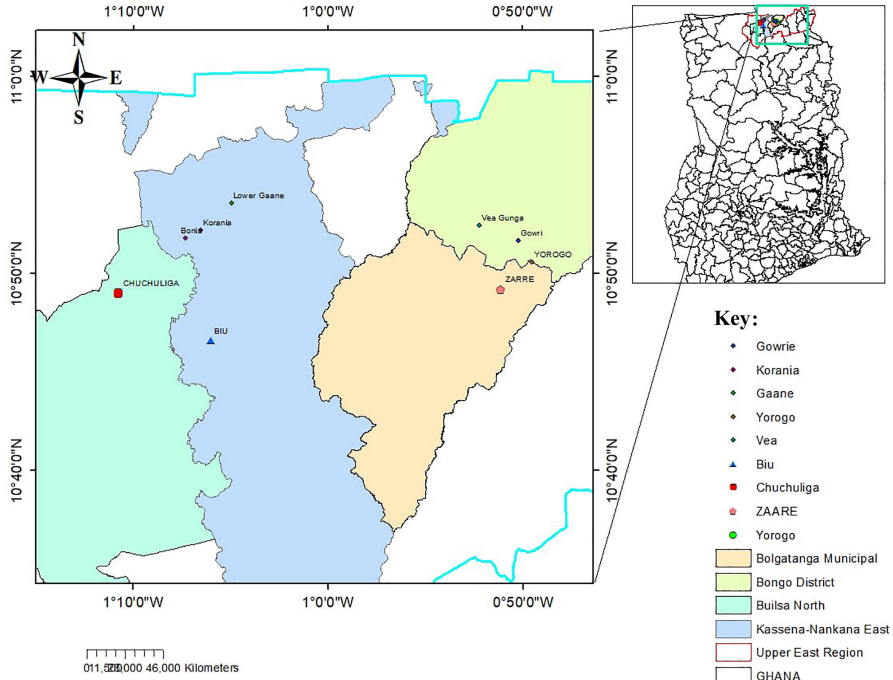 1°10'0"W 1°0'0"W 0°50'0"W
N
W E
S
11°0'0"N
11°0'0"N
Lower Gaane
Korania
Vea Gunga
Gowri
YOROGO
10°50'0"N
10°50'0"N
ZARRE
CHUCHULIGA
BIU
10°40'0"N
10°40'0"N
1°10'0"W 1°0'0"W 0°50'0"W
46,000 Kilometers
Key:
Gowrie
Korania
Gaane
Yorogo
Vea
Biu
Chuchuliga
ZAARE
Yorogo
Bolgatanga Municipal
Bongo District
Builsa North
Kassena-Nankana East
Upper East Region
GHANA